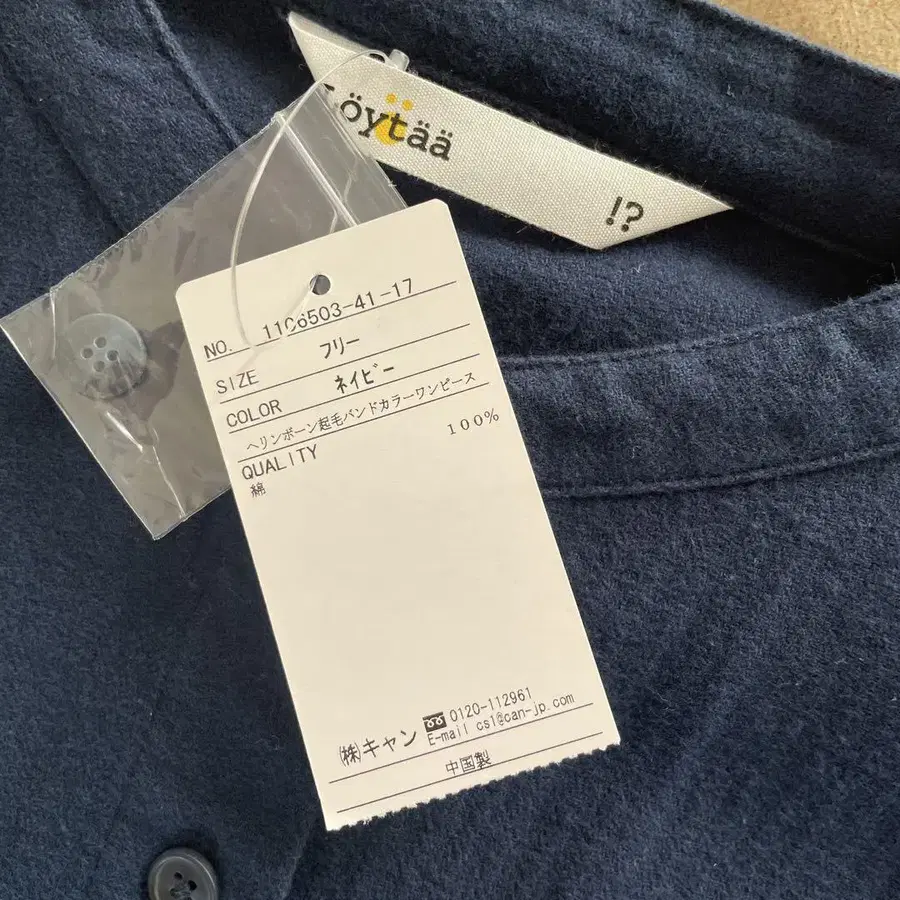 Löytää
!?
NO. 1106503-41-17
SIZE フリー
COLOR ネイビー
ヘリンボーン起毛バンドカラーワンピース
QUALITY
綿 100%
㈱キャン 0120-112961
E-mail cs1@can-jp.com
中国製